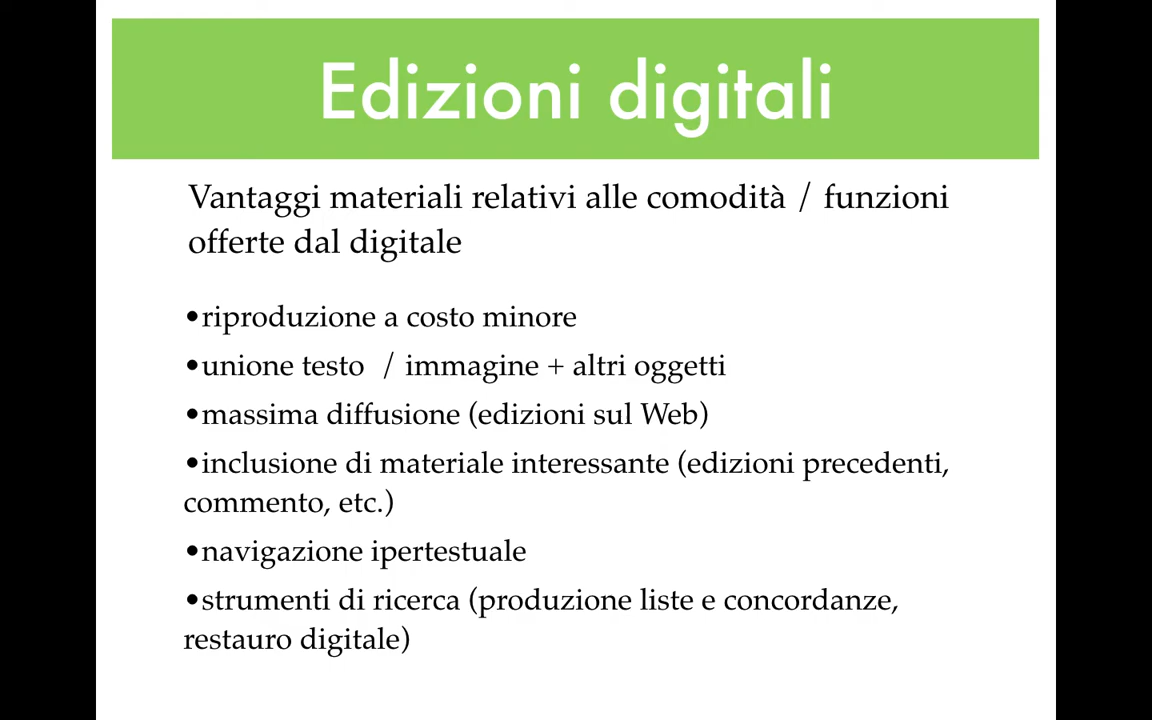 Edizioni digitali
Vantaggi materiali relativi alle comodità / funzioni
offerte dal digitale
•riproduzione a costo minore
•unione testo / immagine + altri oggetti
•massima diffusione (edizioni sul Web)
•inclusione di materiale interessante (edizioni precedenti,
commento, etc.)
•navigazione ipertestuale
•strumenti di ricerca (produzione liste e concordanze,
restauro digitale)